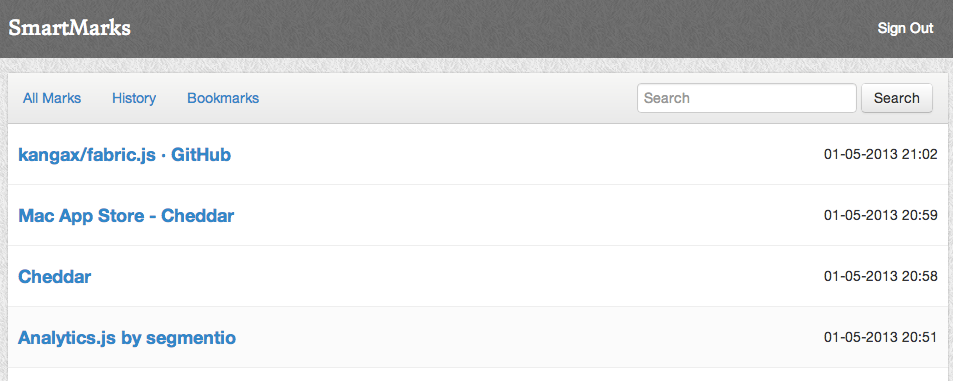 SmartMarks Sign Out
All Marks History Bookmarks Search Search
kangax/fabric.js · GitHub 01-05-2013 21:02
Mac App Store - Cheddar 01-05-2013 20:59
Cheddar 01-05-2013 20:58
Analytics.js by segmentio 01-05-2013 20:51